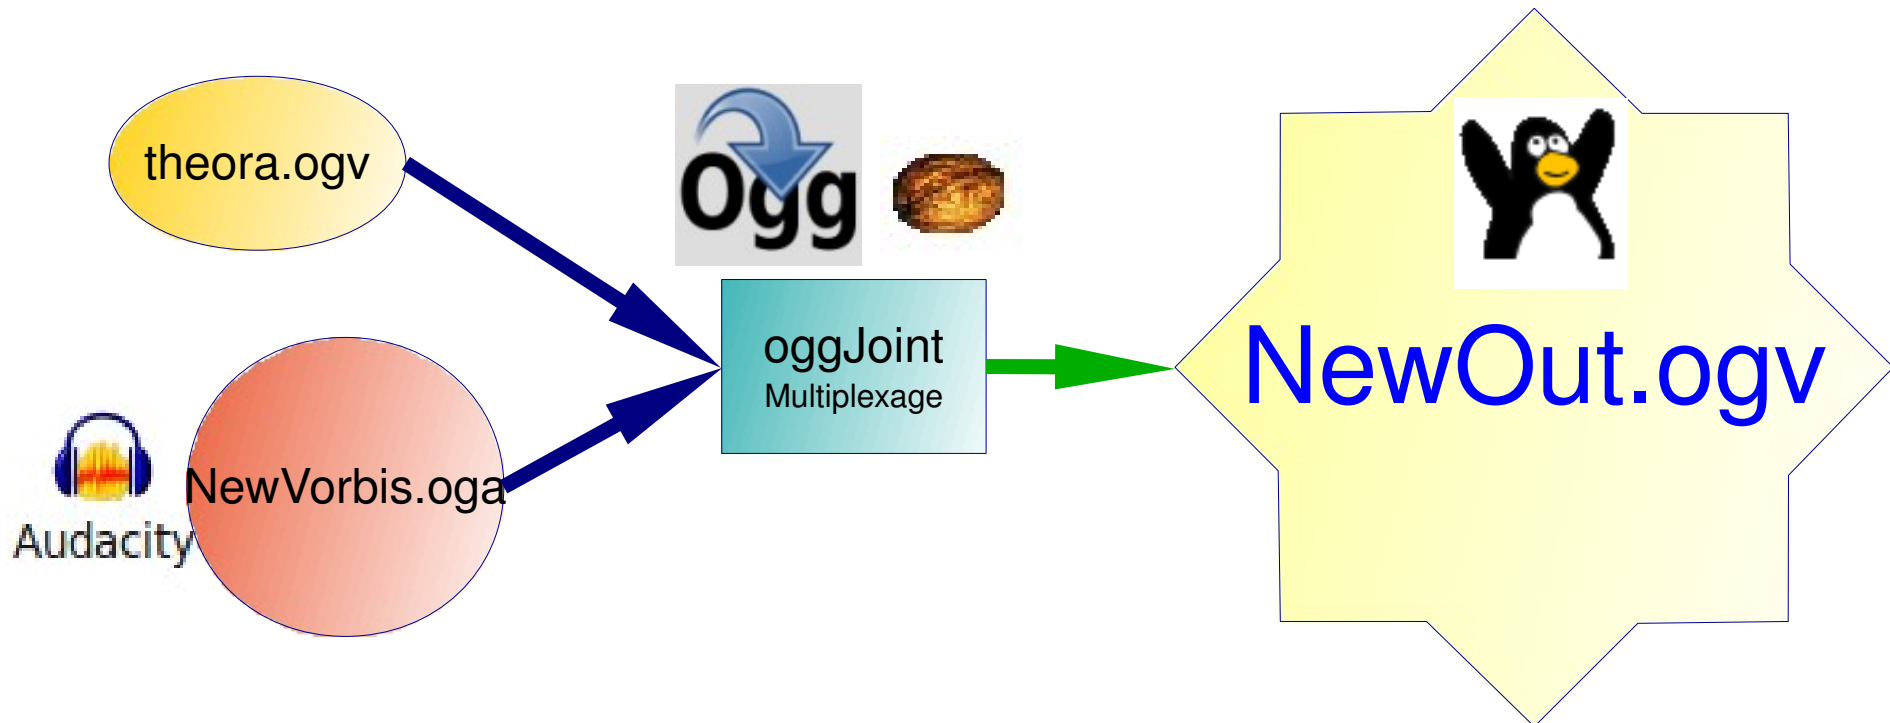 theora.ogv
Ogg
oggJoint
Multiplexage
NewOut.ogv
NewVorbis.oga
Audacity